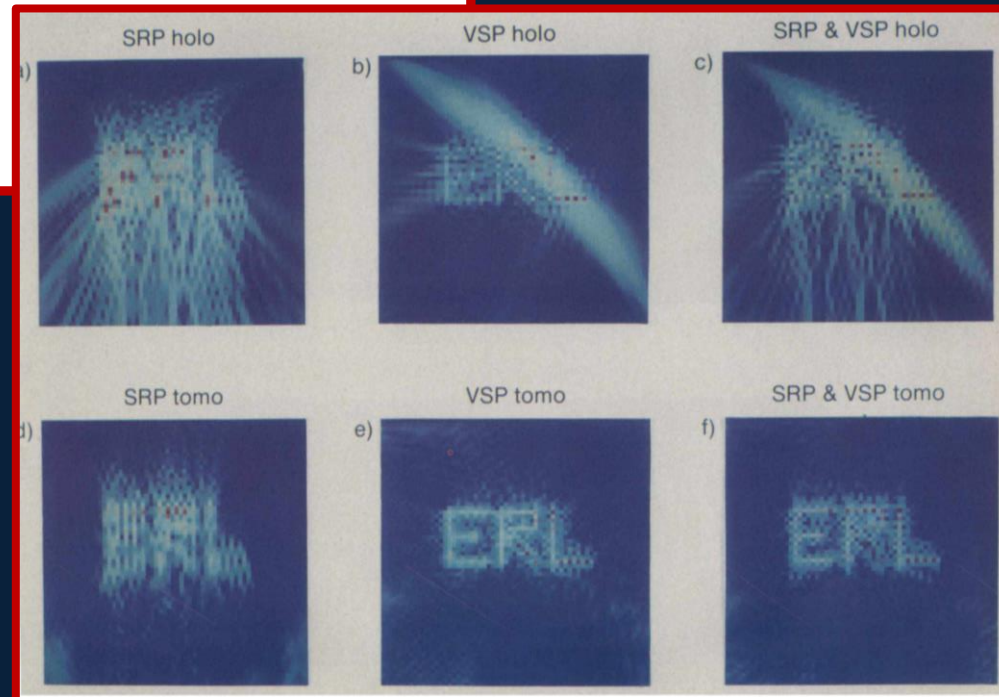 SRP holo
VSP holo
SRP & VSP holo
a)
b)
c)
SRP tomo
VSP tomo
SRP & VSP tomo
d)
e)
f)
ERL
ERL